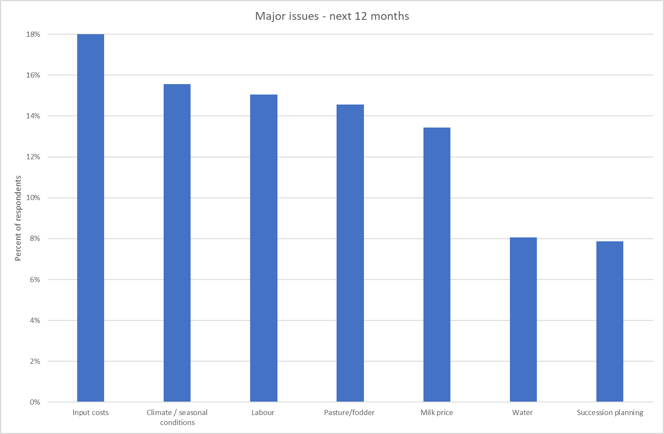 Major issues - next 12 months
Percent of respondents
18%
16%
14%
12%
10%
8%
6%
4%
2%
0%
Input costs
Climate / seasonal
conditions
Labour
Pasture/fodder
Milk price
Water
Succession planning